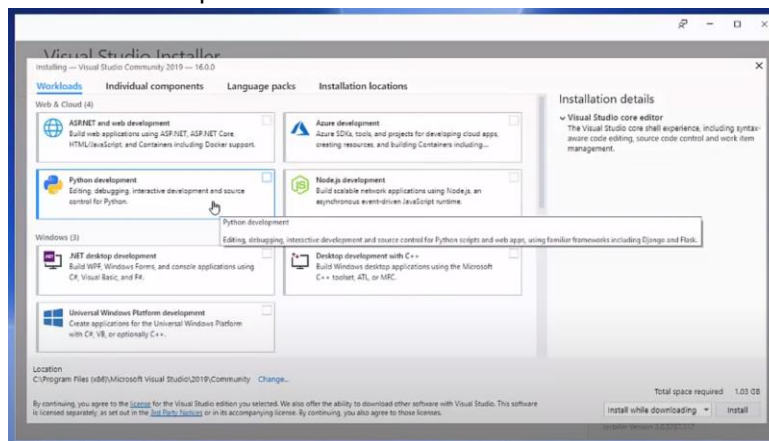 Visual Studio Installer
Installing — Visual Studio Community 2019 — 16.0.0
Workloads Individual components Language packs Installation locations
Web & Cloud (4)
ASP.NET and web development
Build web applications using ASP.NET, ASP.NET Core,
HTML/JavaScript, and Containers including Docker support.
Azure development
Azure SDKs, tools, and projects for developing cloud apps,
creating resources, and building Containers including...
Python development
Editing, debugging, interactive development and source
control for Python.
Node.js development
Build scalable network applications using Node.js, an
asynchronous event-driven JavaScript runtime.
Python development
Editing, debugging, interactive development and source control for Python scripts and web apps, using familiar frameworks including Django and Flask.
Windows (3)
.NET desktop development
Build WPF, Windows Forms, and console applications using
C#, Visual Basic, and F#.
Desktop development with C++
Build Windows desktop applications using the Microsoft
C++ toolset, ATL, or MFC.
Universal Windows Platform development
Create applications for the Universal Windows Platform
with C#, VB, or optionally C++.
Installation details
Visual Studio core editor
The Visual Studio core shell experience, including syntax-
aware code editing, source code control and work item
management.
Location
C:\Program Files (x86)\Microsoft Visual Studio\2019\Community Change...
By continuing, you agree to the license for the Visual Studio edition you selected. We also offer the ability to download other software with Visual Studio. This software
is licensed separately, as set out in the 3rd Party Notices or in its accompanying license. By continuing, you also agree to those licenses.
Total space required 1.03 GB
Install while downloading Install